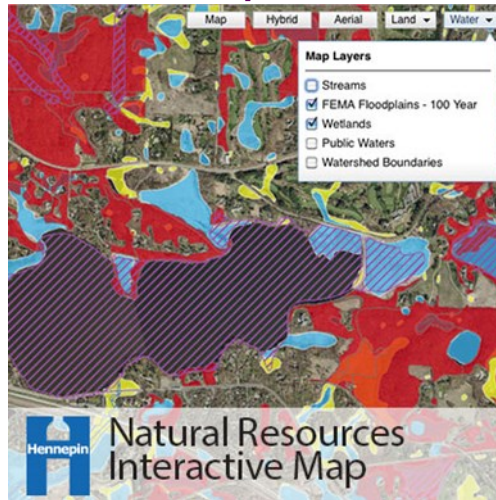 Map Hybrid Aerial Land Water
Map Layers
Streams
FEMA Floodplains - 100 Year
Wetlands
Public Waters
Watershed Boundaries
Hennepin
Natural Resources
Interactive Map